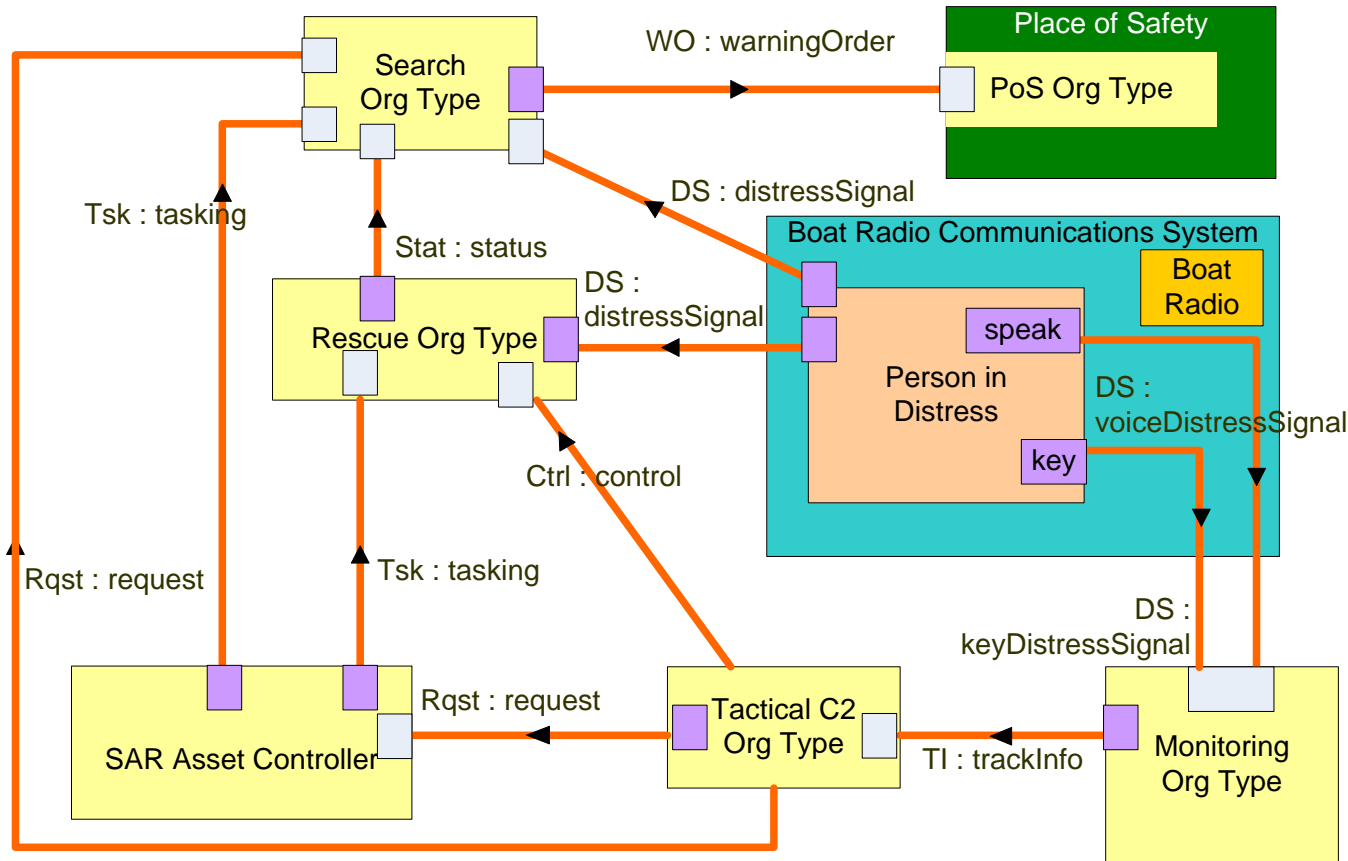 Place of Safety
WO : warningOrder
Search
Org Type
PoS Org Type
DS : distressSignal
Tsk : tasking
Boat Radio Communications System
Stat : status
Boat
Radio
DS :
distressSignal
speak
Rescue Org Type
Person in
Distress
DS :
voiceDistressSignal
key
Ctrl : control
Tsk : tasking
Rqst : request
DS :
keyDistressSignal
Rqst : request
Tactical C2
Org Type
SAR Asset Controller
TI : trackInfo
Monitoring
Org Type